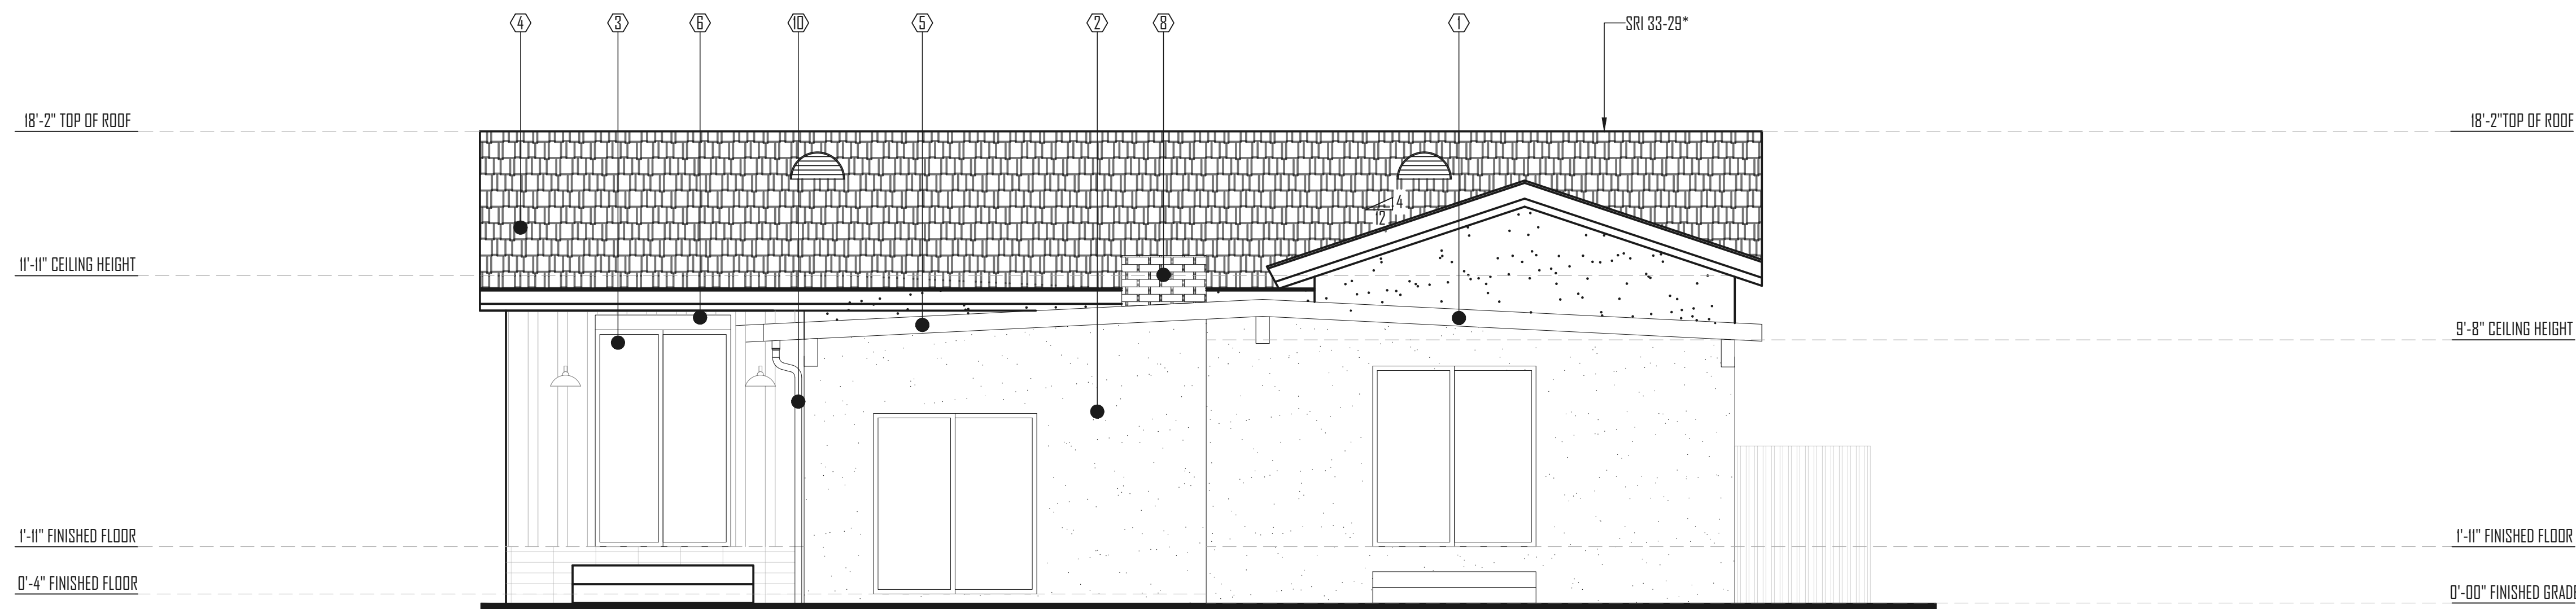 4 3 6 10 5 2 8 1 SRI 33-29*
18'-2" TOP OF ROOF
18'-2"TOP OF ROOF
4
12
11'-11" CEILING HEIGHT
9'-8" CEILING HEIGHT
1'-11" FINISHED FLOOR
1'-11" FINISHED FLOOR
0'-4" FINISHED FLOOR
0'-00" FINISHED GRAD